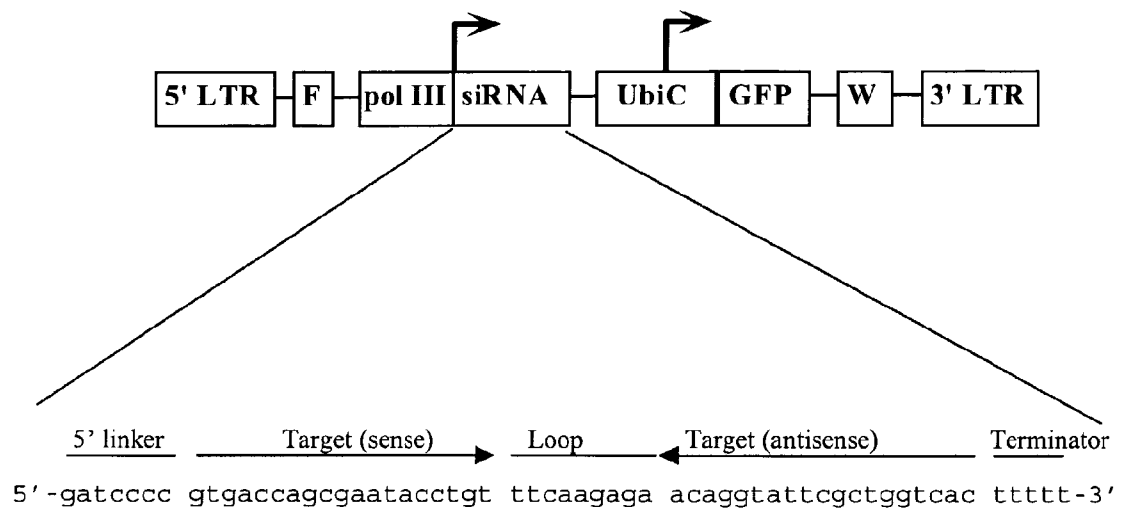 5' LTR F pol III siRNA UbiC GFP W 3' LTR
5' linker Target (sense) Loop Target (antisense) Terminator
5'-gatcccc gtgaccagcgaatacctgt ttcaagaga acaggtattcgctggtcac ttttt-3'